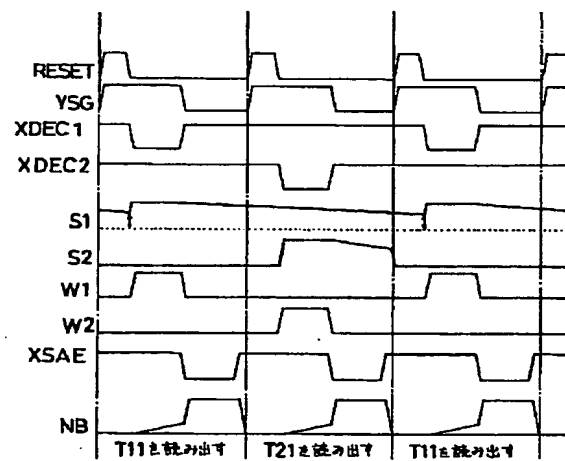 RESET
YSG
XDEC1
XDEC2
S1
S2
W1
W2
XSAE
NB
T11を読み出す
T21を読み出す
T11を読み出す